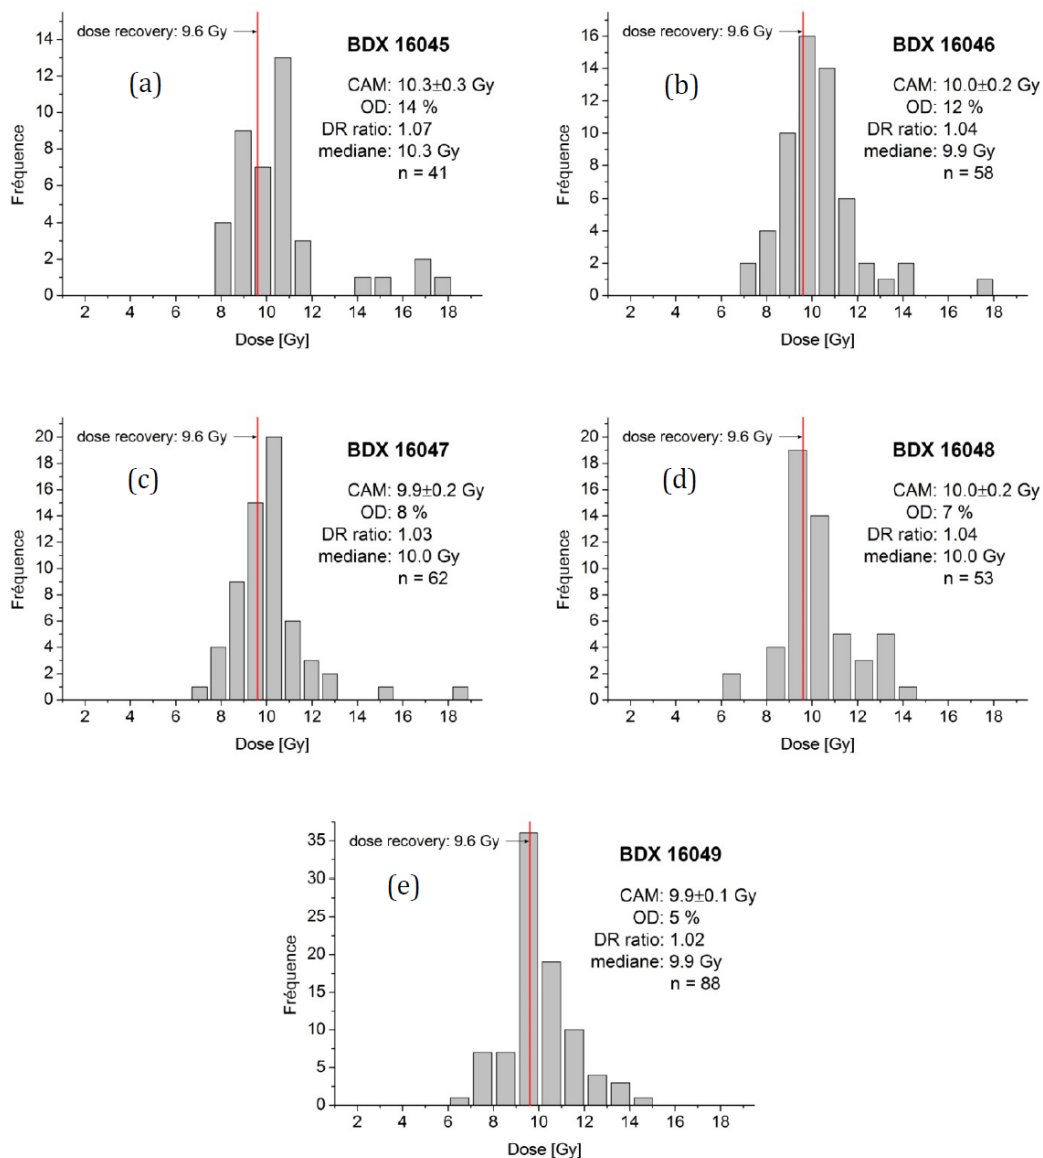 dose recovery: 9.6 Gy
BDX 16045
(a)
CAM: 10.3±0.3 Gy
OD: 14 %
DR ratio: 1.07
mediane: 10.3 Gy
n = 41
Fréquence
14
12
10
8
6
4
2
0
2 4 6 8 10 12 14 16 18
Dose [Gy]
dose recovery: 9.6 Gy
BDX 16046
(b)
CAM: 10.0±0.2 Gy
OD: 12 %
DR ratio: 1.04
mediane: 9.9 Gy
n = 58
Fréquence
16
14
12
10
8
6
4
2
0
2 4 6 8 10 12 14 16 18
Dose [Gy]
dose recovery: 9.6 Gy
BDX 16047
(c)
CAM: 9.9±0.2 Gy
OD: 8 %
DR ratio: 1.03
mediane: 10.0 Gy
n = 62
Fréquence
20
18
16
14
12
10
8
6
4
2
0
2 4 6 8 10 12 14 16 18
Dose [Gy]
dose recovery: 9.6 Gy
BDX 16048
(d)
CAM: 10.0±0.2 Gy
OD: 7 %
DR ratio: 1.04
mediane: 10.0 Gy
n = 53
Fréquence
20
18
16
14
12
10
8
6
4
2
0
2 4 6 8 10 12 14 16 18
Dose [Gy]
dose recovery: 9.6 Gy
BDX 16049
(e)
CAM: 9.9±0.1 Gy
OD: 5 %
DR ratio: 1.02
mediane: 9.9 Gy
n = 88
Fréquence
35
30
25
20
15
10
5
0
2 4 6 8 10 12 14 16 18
Dose [Gy]